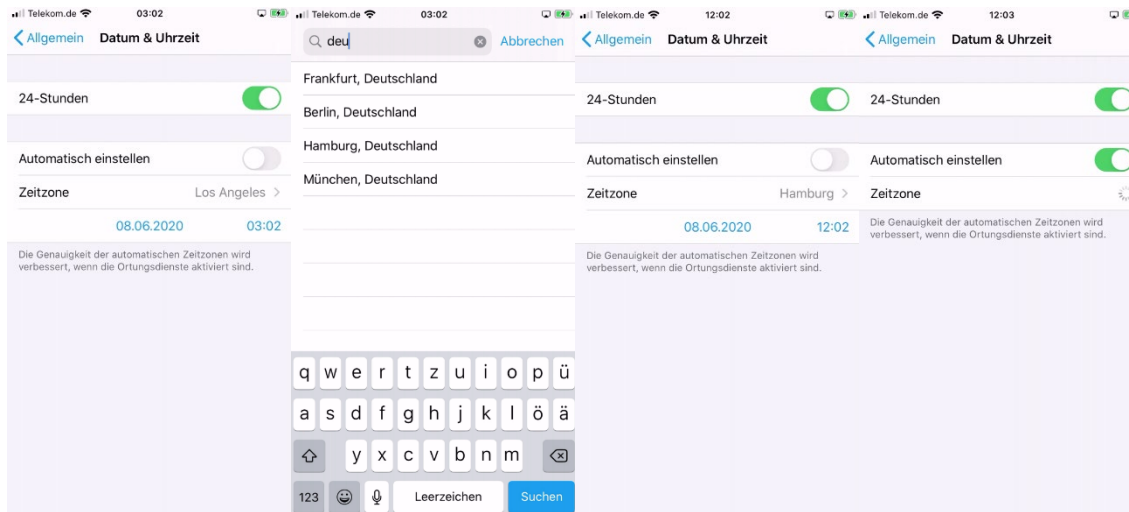 Telekom.de 03:02
Allgemein Datum & Uhrzeit
24-Stunden
Automatisch einstellen
Zeitzone Los Angeles
08.06.2020 03:02
Die Genauigkeit der automatischen Zeitzonen wird
verbessert, wenn die Ortungsdienste aktiviert sind.
Telekom.de 03:02
deu Abbrechen
Frankfurt, Deutschland
Berlin, Deutschland
Hamburg, Deutschland
München, Deutschland
q w e r t z u i o p ü
a s d f g h j k l ö ä
y x c v b n m
123 Leerzeichen Suchen
Telekom.de 12:02
Allgemein Datum & Uhrzeit
24-Stunden
Automatisch einstellen
Zeitzone Hamburg
08.06.2020 12:02
Die Genauigkeit der automatischen Zeitzonen wird
verbessert, wenn die Ortungsdienste aktiviert sind.
Telekom.de 12:03
Allgemein Datum & Uhrzeit
24-Stunden
Automatisch einstellen
Zeitzone
Die Genauigkeit der automatischen Zeitzonen wird
verbessert, wenn die Ortungsdienste aktiviert sind.